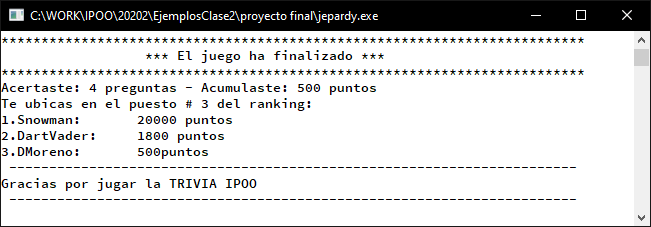 C:\WORK\IPOO\20202\EjemplosClase2\proyecto final\jepardy.exe
*************************************************************************
*** El juego ha finalizado ***
*************************************************************************
Acertaste: 4 preguntas - Acumulaste: 500 puntos
Te ubicas en el puesto # 3 del ranking:
1.Snowman: 20000 puntos
2.DartVader: 1800 puntos
3.DMoreno: 500puntos
-----------------------------------------------------------------------
Gracias por jugar la TRIVIA IPOO
-----------------------------------------------------------------------